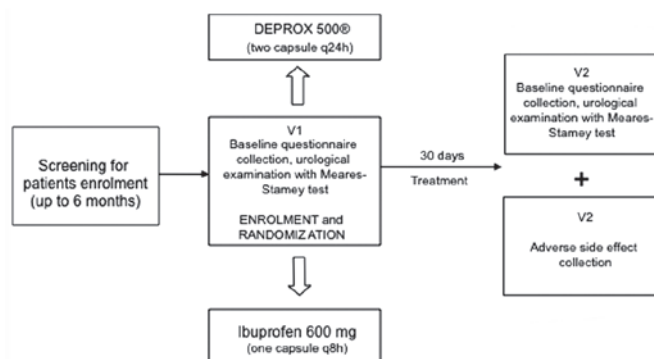 DEPROX 500®
(two capsule q24h)
Screening for
patients enrolment
(up to 6 months)
V1
Baseline questionnaire
collection, urological
examination with Meares-
Stamey test
ENROLMENT and
RANDOMIZATION
Ibuprofen 600 mg
(one capsule q8h)
30 days
Treatment
V2
Baseline questionnaire
collection, urological
examination with Meares-
Stamey test
+
V2
Adverse side effect
collection